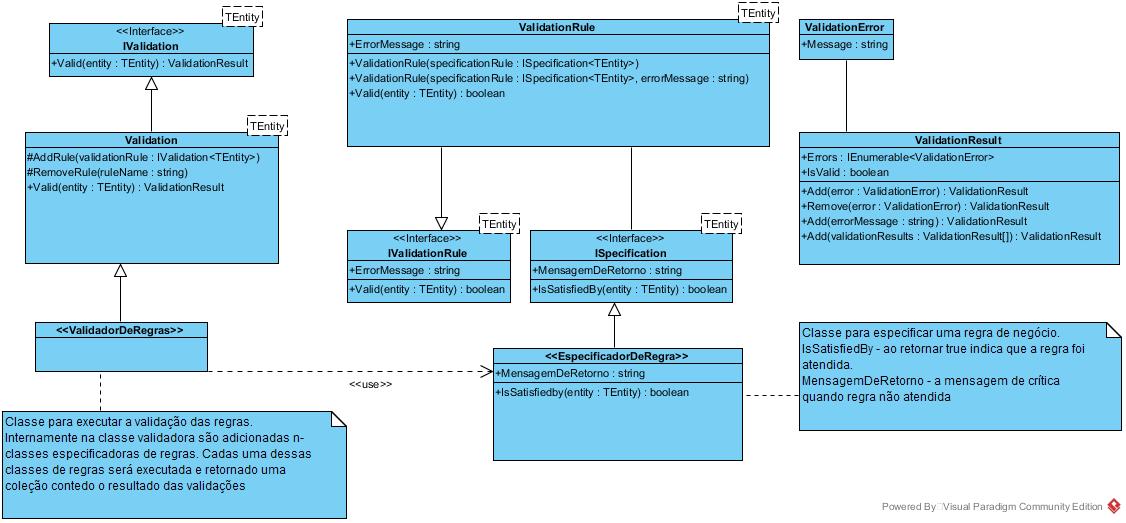 TEntity
<<Interface>>
IValidation
+Valid(entity : TEntity) : ValidationResult
TEntity
Validation
#AddRule(validationRule : IValidation<TEntity>)
#RemoveRule(ruleName : string)
+Valid(entity : TEntity) : ValidationResult
<<ValidadorDeRegras>>
Classe para executar a validação das regras.
Internamente na classe validadora são adicionadas n-
classes especificadoras de regras. Cadas uma dessas
classes de regras será executada e retornado uma
coleção contedo o resultado das validações
TEntity
ValidationRule
+ErrorMessage : string
+ValidationRule(specificationRule : ISpecification<TEntity>)
+ValidationRule(specificationRule : ISpecification<TEntity>, errorMessage : string)
+Valid(entity : TEntity) : boolean
TEntity
<<Interface>>
IValidationRule
+ErrorMessage : string
+Valid(entity : TEntity) : boolean
TEntity
<<Interface>>
ISpecification
+MensagemDeRetorno : string
+IsSatisfiedBy(entity : TEntity) : boolean
<<use>>
<<EspecificadorDeRegra>>
+MensagemDeRetorno : string
+IsSatisfiedby(entity : TEntity) : boolean
ValidationError
+Message : string
ValidationResult
+Errors : IEnumerable<ValidationError>
+IsValid : boolean
+Add(error : ValidationError) : ValidationResult
+Remove(error : ValidationError) : ValidationResult
+Add(errorMessage : string) : ValidationResult
+Add(validationResults : ValidationResult[]) : ValidationResult
Classe para especificar uma regra de negócio.
IsSatisfiedBy - ao retornar true indica que a regra foi
atendida.
MensagemDeRetorno - a mensagem de crítica
quando regra não atendida
Powered By Visual Paradigm Community Edition